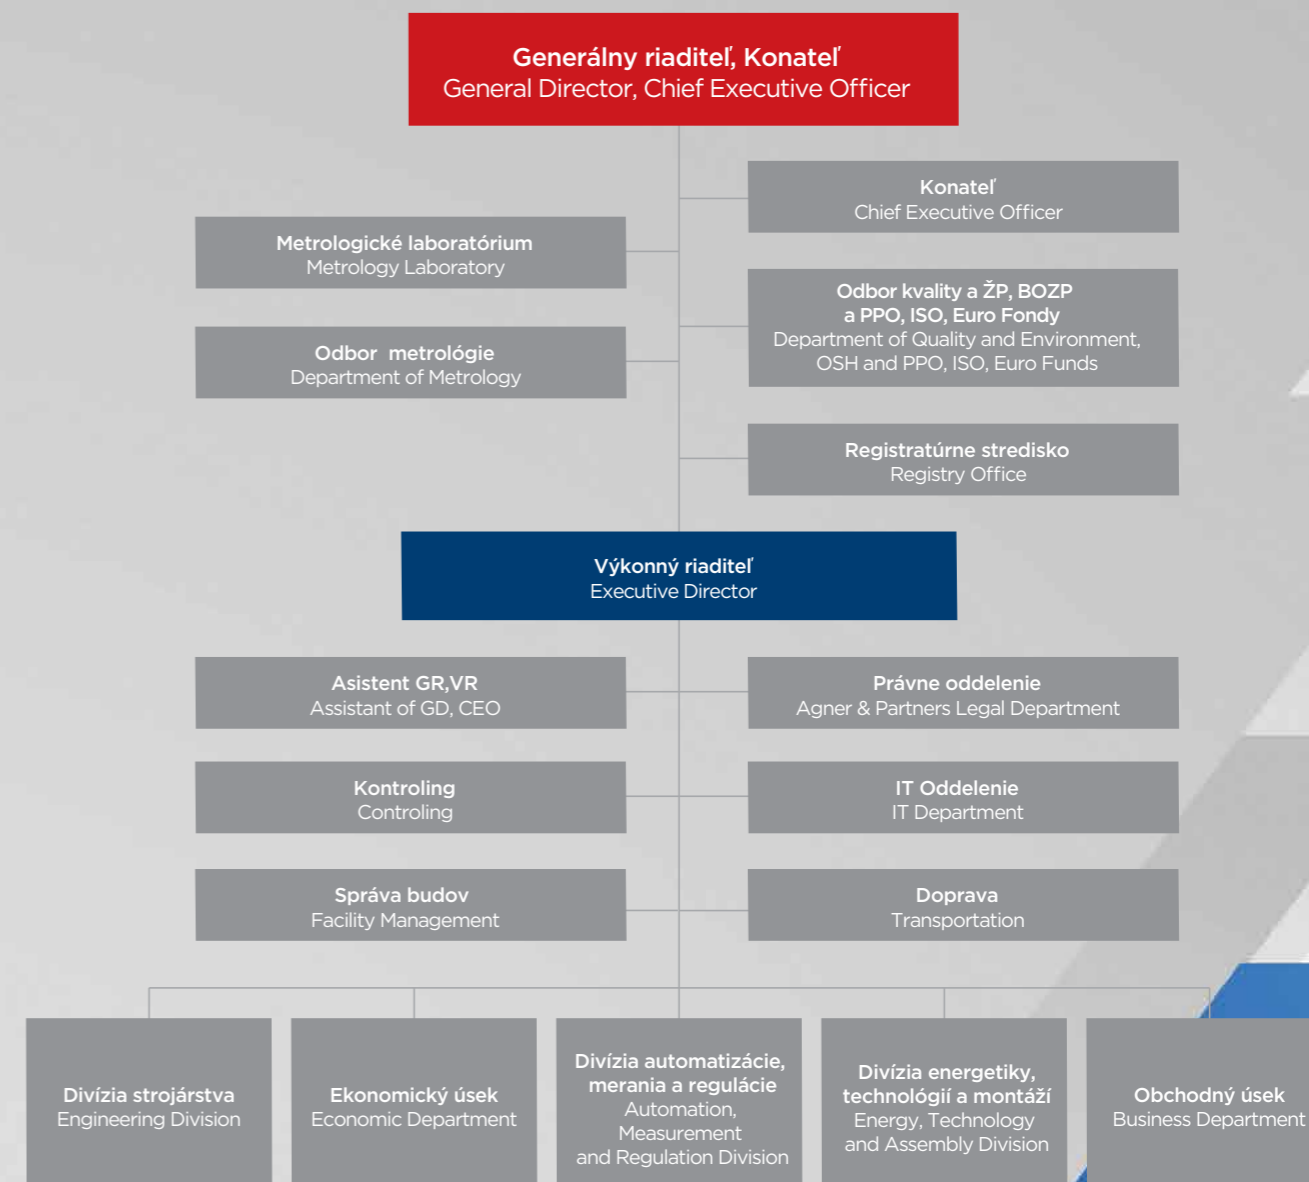 Generálny riaditeľ, Konateľ
General Director, Chief Executive Officer
Konateľ
Chief Executive Officer
Metrologické laboratórium
Metrology Laboratory
Odbor kvality a ŽP, BOZP
a PPO, ISO, Euro Fondy
Department of Quality and Environment,
OSH and PPO, ISO, Euro Funds
Odbor metrológie
Department of Metrology
Registratúrne stredisko
Registry Office
Výkonný riaditeľ
Executive Director
Asistent GR,VR
Assistant of GD, CEO
Právne oddelenie
Agner & Partners Legal Department
Kontroling
Controling
IT Oddelenie
IT Department
Správa budov
Facility Management
Doprava
Transportation
Divízia strojárstva
Engineering Division
Ekonomický úsek
Economic Department
Divízia automatizácie,
merania a regulácie
Automation,
Measurement
and Regulation Division
Divízia energetiky,
technológií a montáží
Energy, Technology
and Assembly Division
Obchodný úsek
Business Department